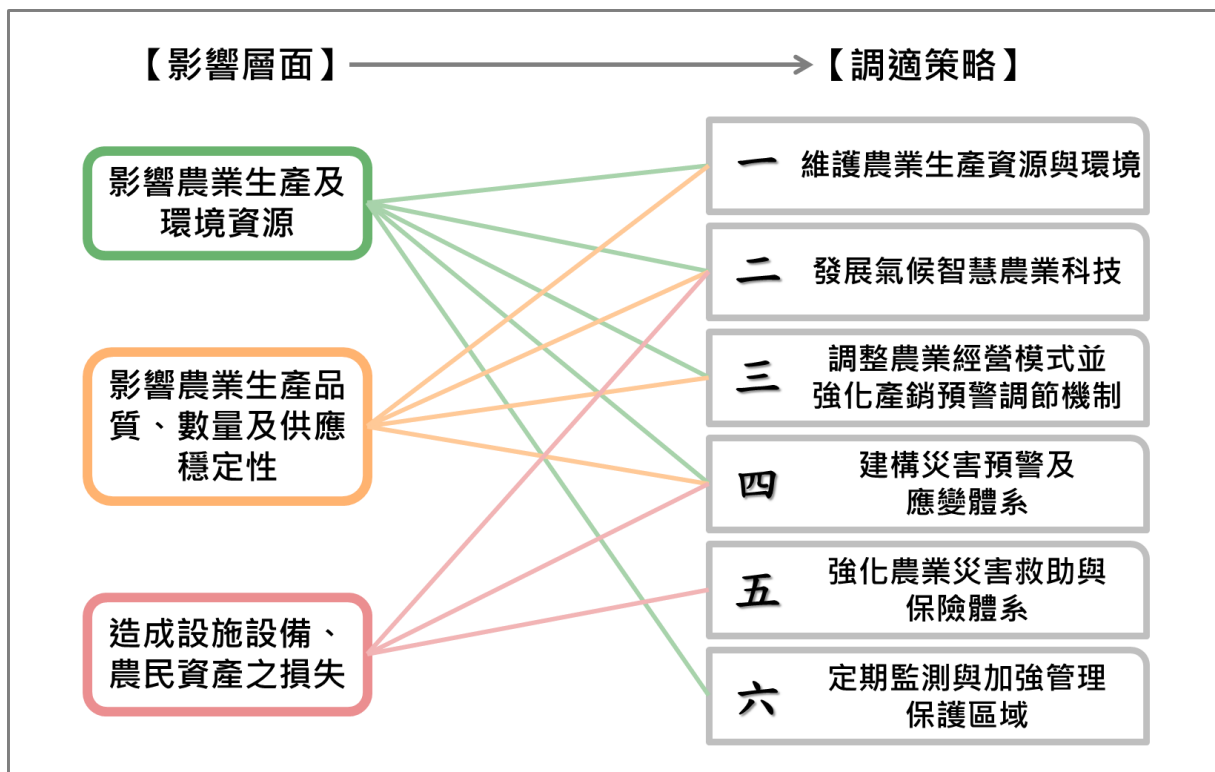 【影響層面】
【調適策略】
影響農業生產及
環境資源
影響農業生產品
質、數量及供應
穩定性
造成設施設備、
農民資產之損失
一 維護農業生產資源與環境
二 發展氣候智慧農業科技
三 調整農業經營模式並
強化產銷預警調節機制
四 建構災害預警及
應變體系
五 強化農業災害救助與
保險體系
六 定期監測與加強管理
保護區域